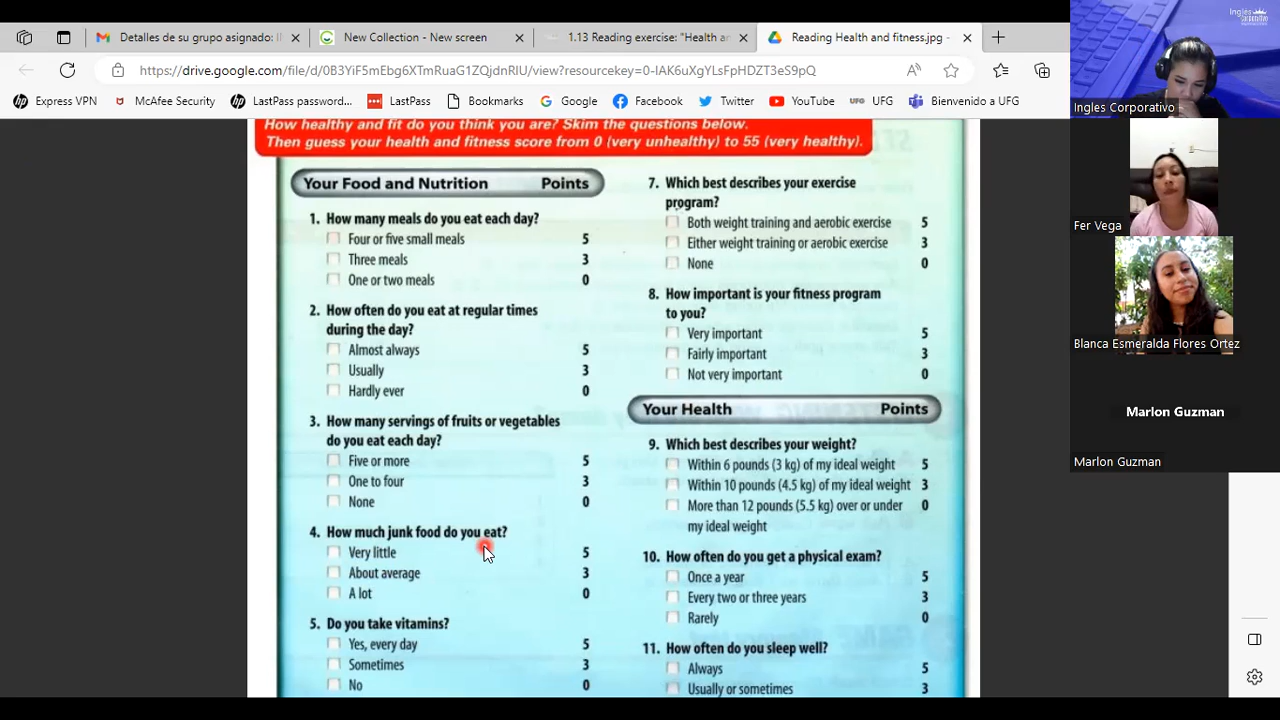 Detalles de su grupo asignado: Il
New Collection - New screen
1.13 Reading exercise: "Health a
Reading Health and fitness.jpg -
https://drive.google.com/file/d/0B3YiF5mEbg6XTmRuaG1ZQjdnRlU/view?resourcekey=0-lAK6uXgYLsFpHDZT3eS9pQ
Express VPN
McAfee Security
LastPass password...
LastPass
Bookmarks
Google
Facebook
Twitter
YouTube
UFG
Bienvenido a UFG
How healthy and fit do you think you are? Skim the questions below.
Then guess your health and fitness score from 0 (very unhealthy) to 55 (very healthy).
Your Food and Nutrition Points
1. How many meals do you eat each day?
Four or five small meals 5
Three meals 3
One or two meals 0
2. How often do you eat at regular times
during the day?
Almost always 5
Usually 3
Hardly ever 0
3. How many servings of fruits or vegetables
do you eat each day?
Five or more 5
One to four 3
None 0
4. How much junk food do you eat?
Very little 5
About average 3
A lot 0
5. Do you take vitamins?
Yes, every day 5
Sometimes 3
No 0
7. Which best describes your exercise
program?
Both weight training and aerobic exercise 5
Either weight training or aerobic exercise 3
None 0
8. How important is your fitness program
to you?
Very important 5
Fairly important 3
Not very important 0
Your Health Points
9. Which best describes your weight?
Within 6 pounds (3 kg) of my ideal weight 5
Within 10 pounds (4.5 kg) of my ideal weight 3
More than 12 pounds (5.5 kg) over or under 0
my ideal weight
10. How often do you get a physical exam?
Once a year 5
Every two or three years 3
Rarely 0
11. How often do you sleep well?
Always 5
Usually or sometimes 3
Ingles
corporativo
Ingles Corporativo -
Fer Vega
Blanca Esmeralda Flores Ortez
Marlon Guzman
Marlon Guzman